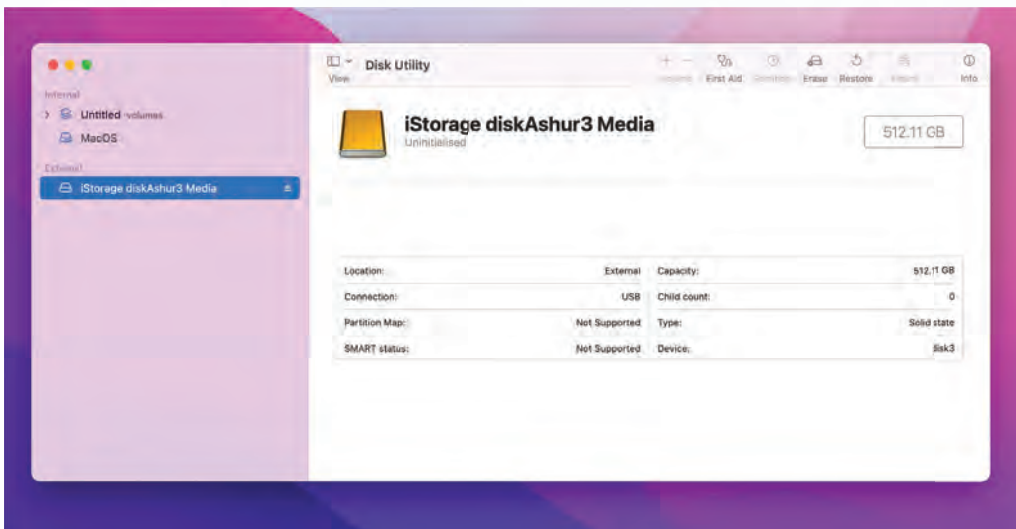 Disk Utility
View
First Aid
Erase
Restore
Info
Internal
Untitled volumes
MacOS
External
iStorage diskAshur3 Media
iStorage diskAshur3 Media
Uninitialised
512.11 GB
Location: External
Capacity: 512.11 GB
Connection: USB
Child count: 0
Partition Map: Not Supported
Type: Solid state
SMART status: Not Supported
Device: disk3